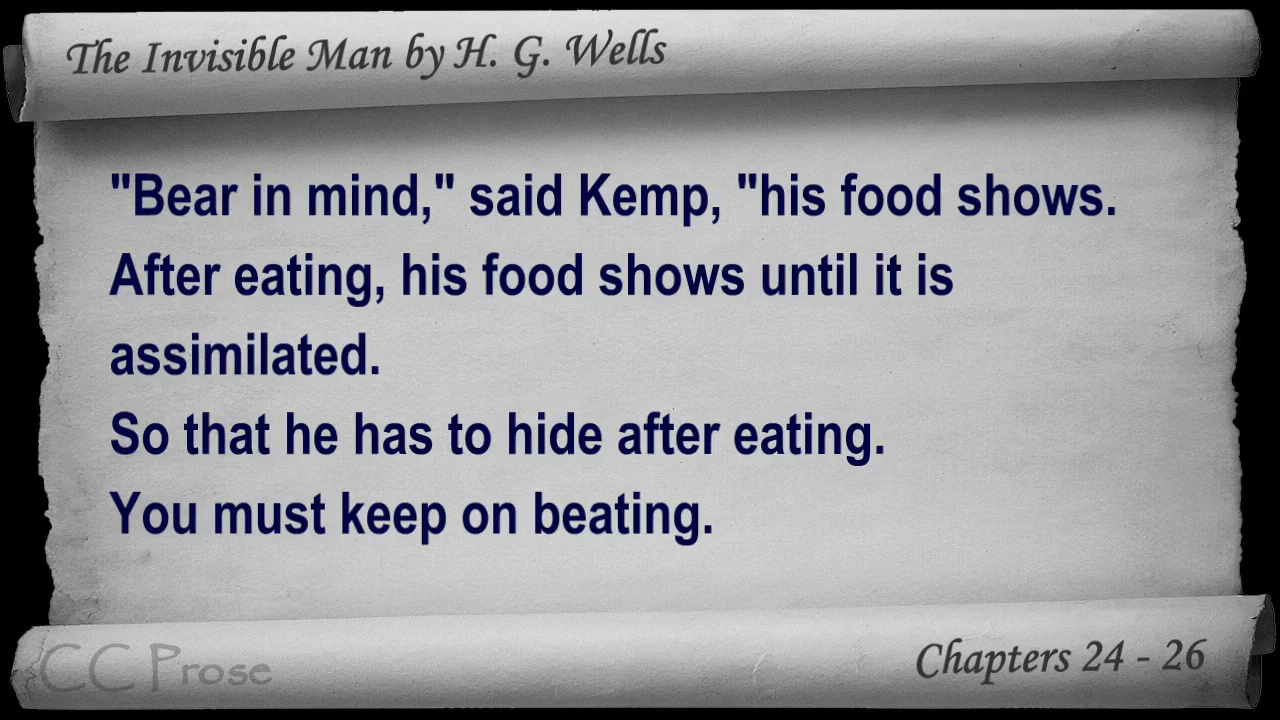 The Invisible Man by H. G. Wells
"Bear in mind," said Kemp, "his food shows.
After eating, his food shows until it is
assimilated.
So that he has to hide after eating.
You must keep on beating.
CC Prose
Chapters 24 - 26